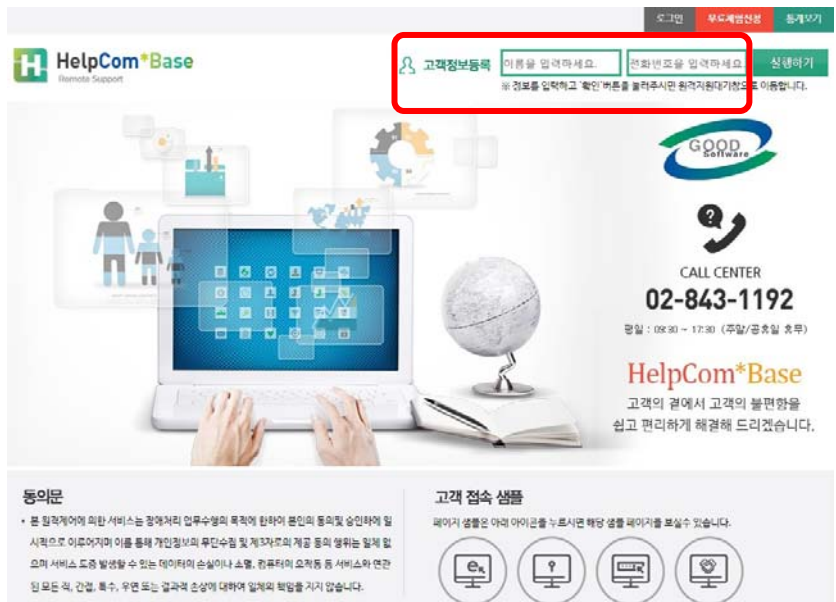 로그인 무료체험신청 통계보기
HelpCom*Base
Remote Support
고객정보등록 이름을 입력하세요. 전화번호을 입력하세요. 실행하기
※ 정보를 입력하고 '확인'버튼을 눌러주시면 원격지원대기창으로 이동합니다.
GOOD
Software
CALL CENTER
02-843-1192
평일 : 09:30 ~ 17:30 (주말/공휴일 휴무)
HelpCom*Base
고객의 곁에서 고객의 불편함을
쉽고 편리하게 해결해 드리겠습니다.
동의문
• 본 원격제어에 의한 서비스는 장애처리 업무수행의 목적에 한하여 본인의 동의및 승인하에 일
시적으로 이루어지며 이를 통해 개인정보의 무단수집 및 제3자로의 제공 등의 행위는 일체 없
으며 서비스 도중 발생할 수 있는 데이터의 손실이나 소멸, 컴퓨터의 오작동 등 서비스와 연관
된 모든 직, 간접, 특수, 우연 또는 결과적 손상에 대하여 일체의 책임을 지지 않습니다.
고객 접속 샘플
페이지 샘플은 아래 아이콘을 누르시면 해당 샘플 페이지를 보실수 있습니다.